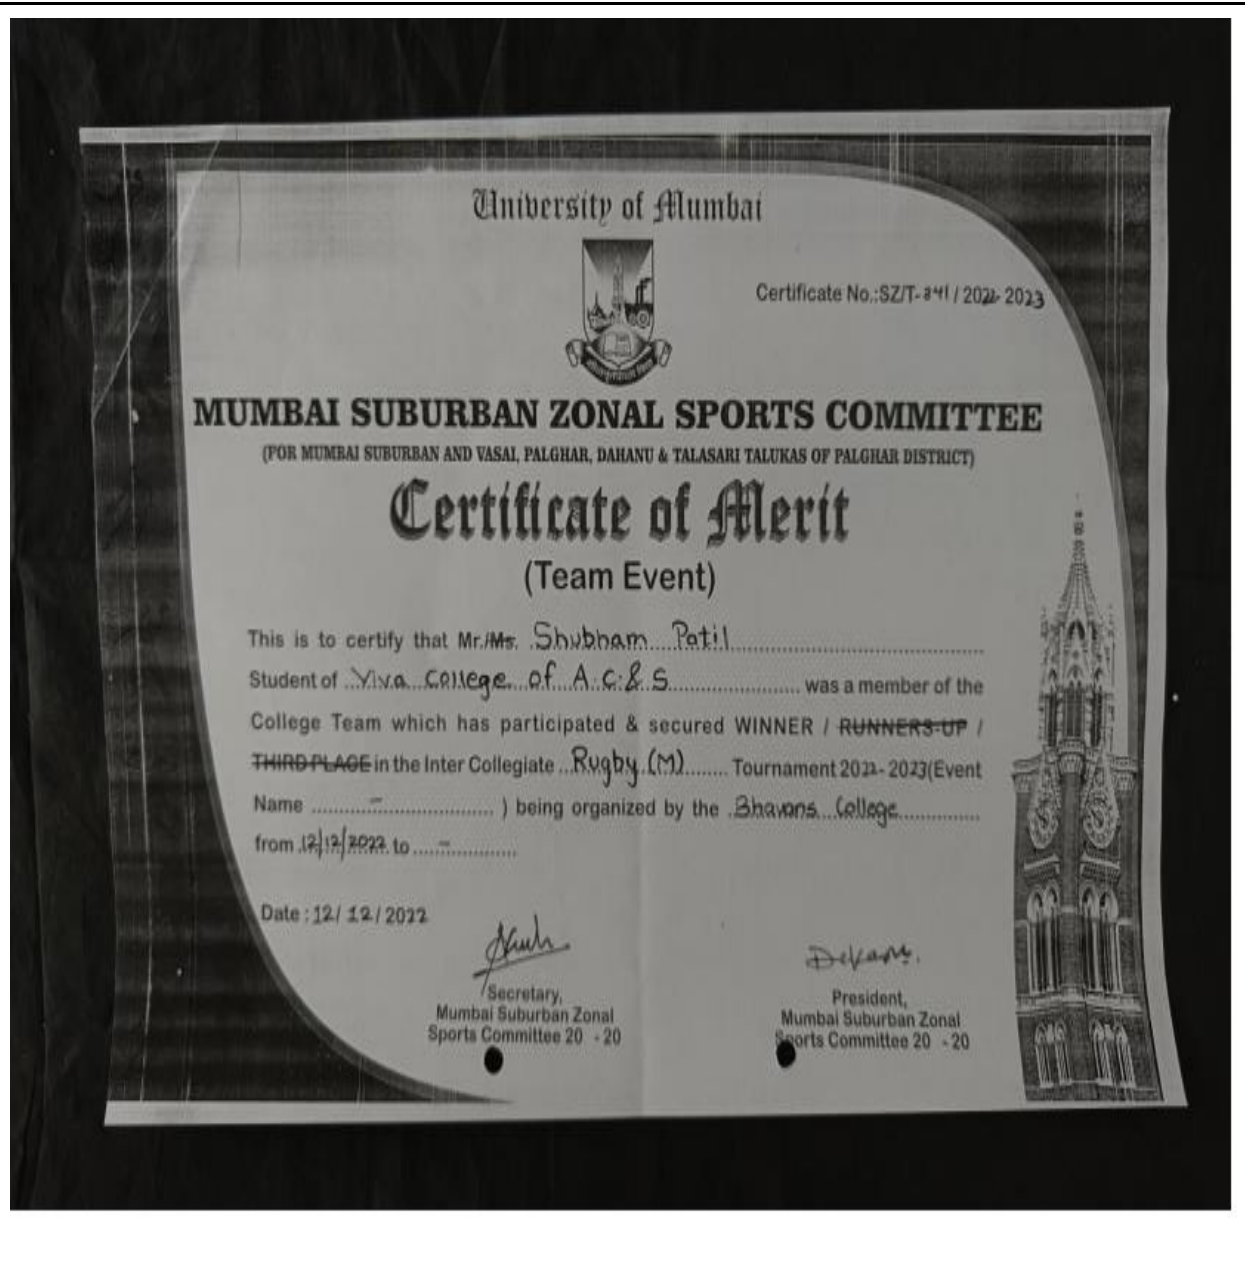 University of Mumbai
Certificate No.:SZ/T-241/2022-2023
MUMBAI SUBURBAN ZONAL SPORTS COMMITTEE
(FOR MUMBAI SUBURBAN AND VASAI, PALGHAR, DAHANU & TALASARI TALUKAS OF PALGHAR DISTRICT)
Certificate of Merit
(Team Event)
This is to certify that Mr./Ms. Shubham Patil
Student of Viva College of A.C.&S. was a member of the
College Team which has participated & secured WINNER / RUNNERS-UP /
THIRD PLACE in the Inter Collegiate Rugby (M) Tournament 2022-2023(Event
Name - ) being organized by the Bhavans College
from 12/12/2022 to -
Date : 12/12/2022
Secretary,
Mumbai Suburban Zonal
Sports Committee 20 - 20
President,
Mumbai Suburban Zonal
Sports Committee 20 - 20